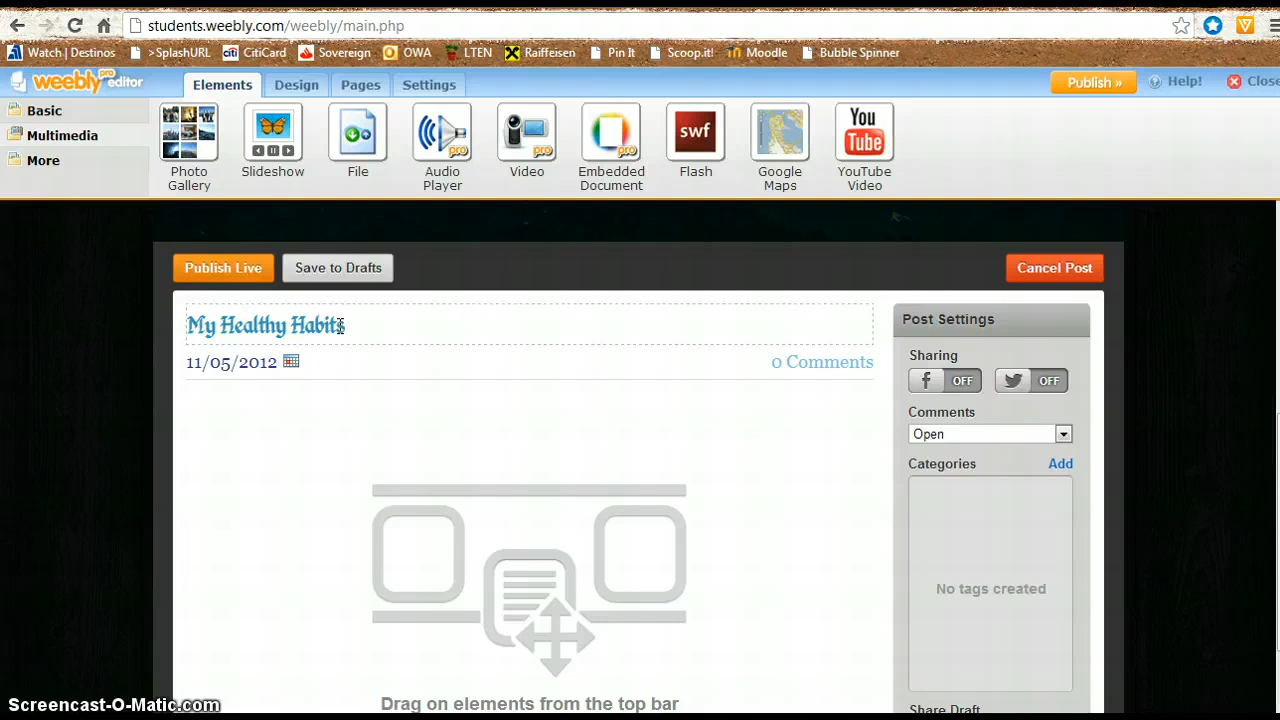 students.weebly.com/weebly/main.php
Watch | Destinos >SplashURL citi CitiCard Sovereign OWA LTEN Raiffeisen Pin It Scoop.it! Moodle Bubble Spinner
weebly pro editor Elements Design Pages Settings Publish » Help! Close
Basic
Multimedia
More
pro pro pro swf You Tube
Photo Gallery Slideshow File Audio Player Video Embedded Document Flash Google Maps YouTube Video
Publish Live Save to Drafts Cancel Post
My Healthy Habits
11/05/2012 0 Comments
Post Settings
Sharing
f OFF OFF
Comments
Open
Categories Add
No tags created
Drag on elements from the top bar
Share Draft
Screencast-O-Matic.com